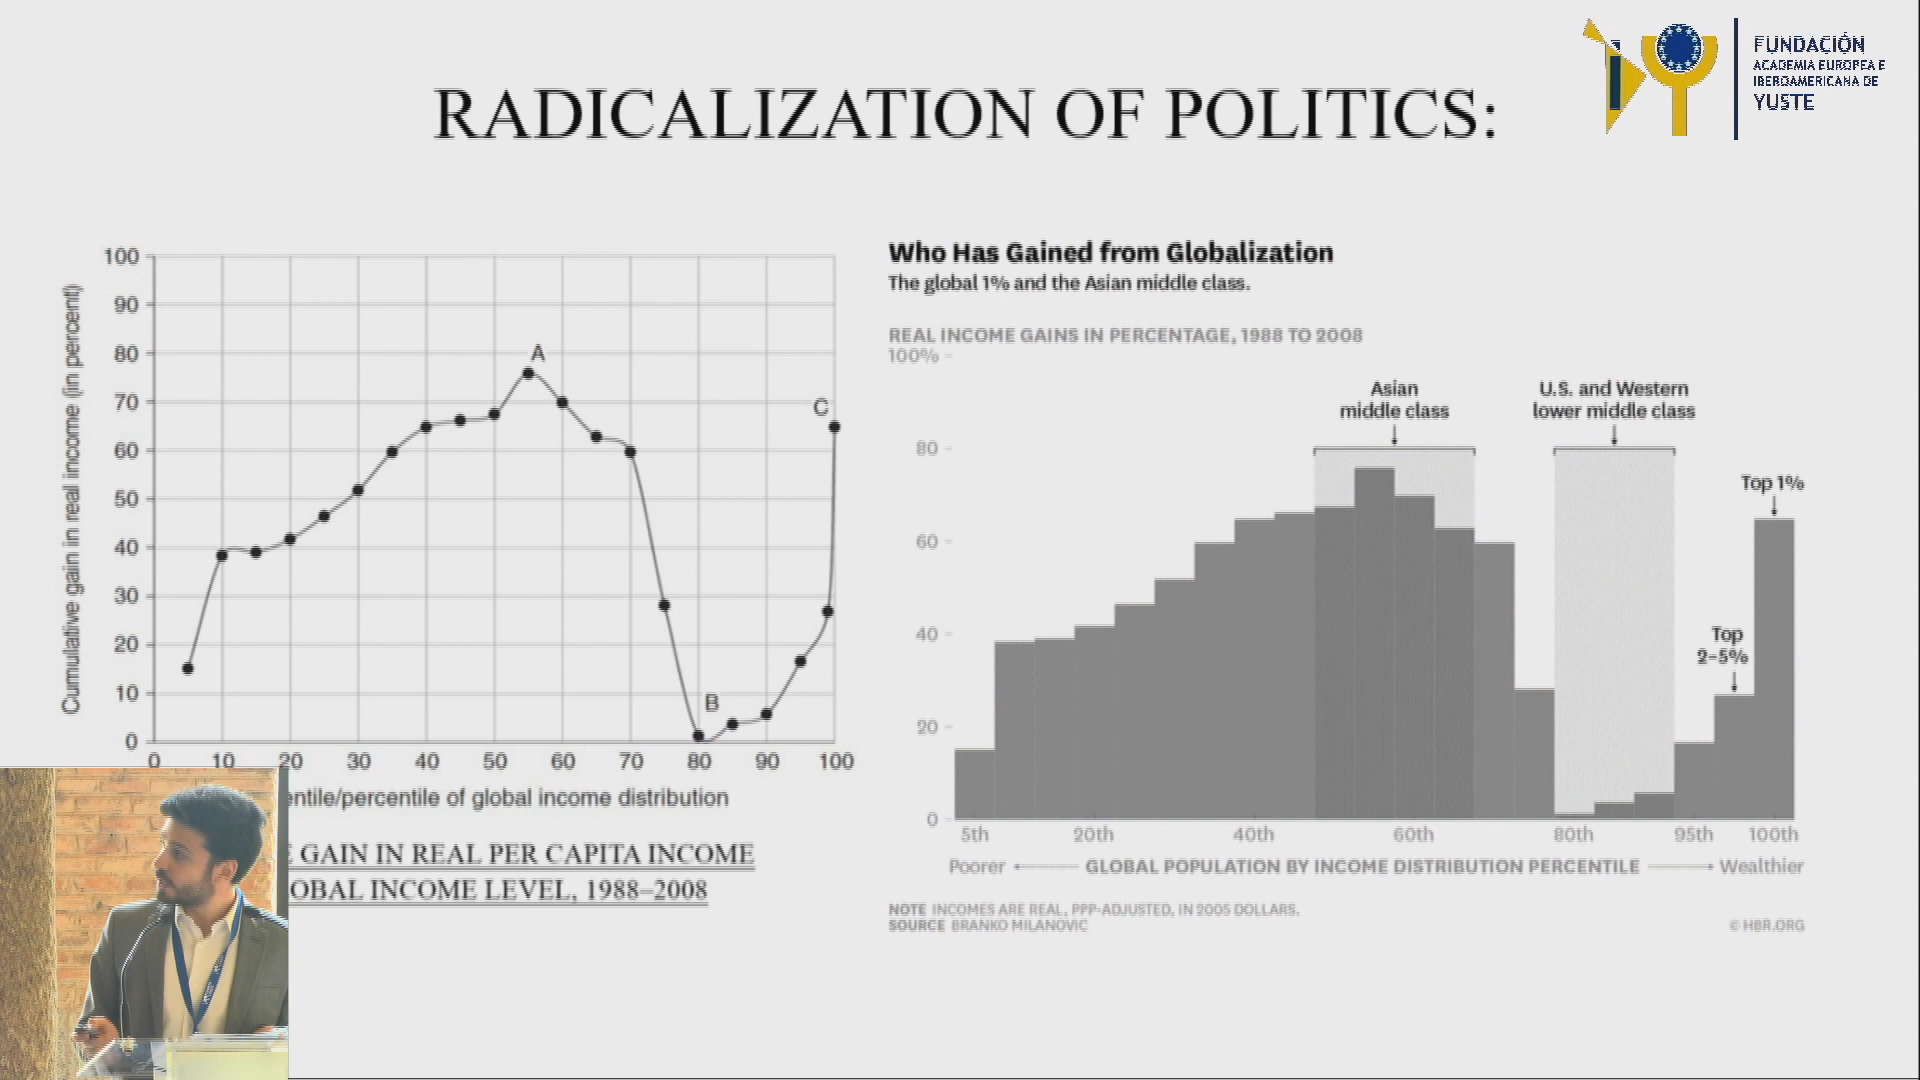 RADICALIZATION OF POLITICS:
FUNDACIÓN
ACADEMIA EUROPEA E
IBEROAMERICANA DE
YUSTE
Cumulative gain in real income (in percent)
100
90
80
70
60
50
40
30
20
10
0
A
B
C
0 10 20 30 40 50 60 70 80 90 100
percentile of global income distribution
GAIN IN REAL PER CAPITA INCOME
INCOME LEVEL, 1988–2008
Who Has Gained from Globalization
The global 1% and the Asian middle class.
REAL INCOME GAINS IN PERCENTAGE, 1988 TO 2008
100%
80
60
40
20
0
Asian
middle class
U.S. and Western
lower middle class
Top 1%
Top
2–5%
5th 20th 40th 60th 80th 95th 100th
Poorer GLOBAL POPULATION BY INCOME DISTRIBUTION PERCENTILE Wealthier
NOTE INCOMES ARE REAL, PPP-ADJUSTED, IN 2005 DOLLARS.
SOURCE BRANKO MILANOVIC
© HBR.ORG